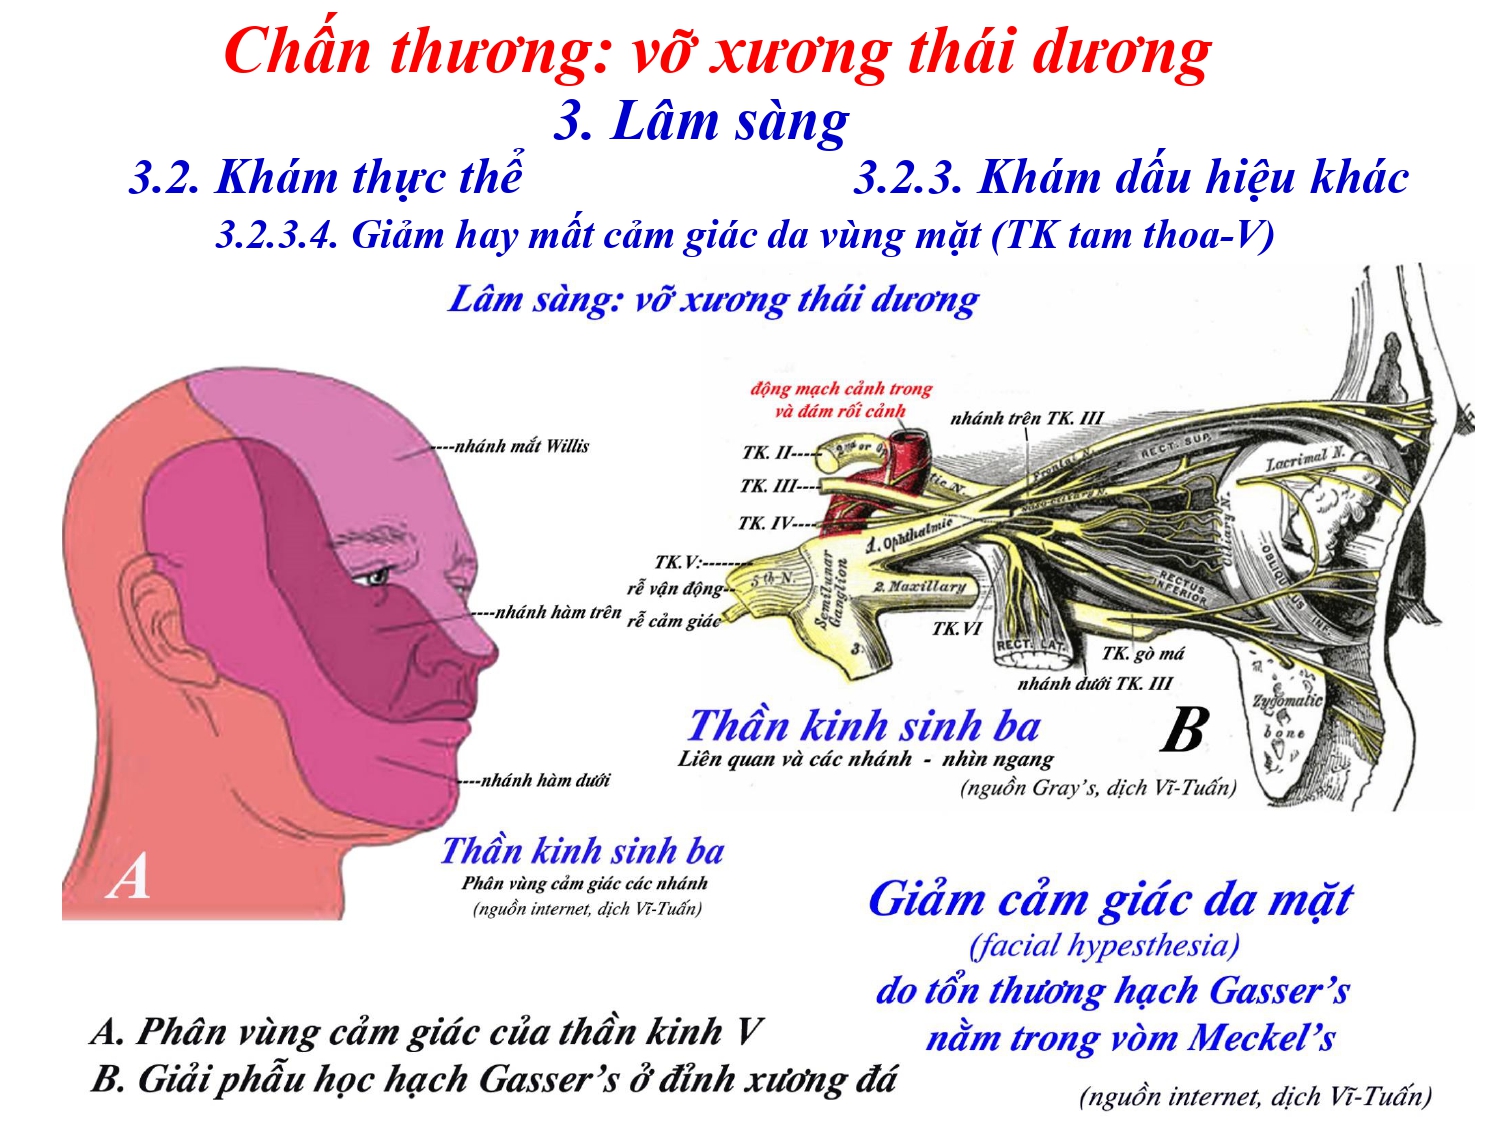 Chấn thương: vỡ xương thái dương
3. Lâm sàng
3.2. Khám thực thể
3.2.3. Khám dấu hiệu khác
3.2.3.4. Giảm hay mất cảm giác da vùng mặt (TK tam thoa-V)
Lâm sàng: vỡ xương thái dương
----nhánh mắt Willis
----nhánh hàm trên
----nhánh hàm dưới
A
Thần kinh sinh ba
Phân vùng cảm giác các nhánh
(nguồn internet, dịch Vĩ-Tuấn)
động mạch cảnh trong
và đám rối cảnh
nhánh trên TK. III
TK. II-----
TK. III----
TK. IV----
TK.V:--------
rễ vận động--
rễ cảm giác
Frontal N.
RECT. SUP.
Lacrimal N.
Ciliary N.
1. Ophthalmic
5th N.
Semilunar
Ganglion
2. Maxillary
3.
OBLIQUUS
INF.
RECTUS
INFERIOR
TK.VI
RECT. LAT.
TK. gò má
nhánh dưới TK. III
Zygomatic
bone
Thần kinh sinh ba
Liên quan và các nhánh - nhìn ngang
B
(nguồn Gray's, dịch Vĩ-Tuấn)
Giảm cảm giác da mặt
(facial hypesthesia)
do tổn thương hạch Gasser's
nằm trong vòm Meckel's
A. Phân vùng cảm giác của thần kinh V
B. Giải phẫu học hạch Gasser's ở đỉnh xương đá
(nguồn internet, dịch Vĩ-Tuấn)